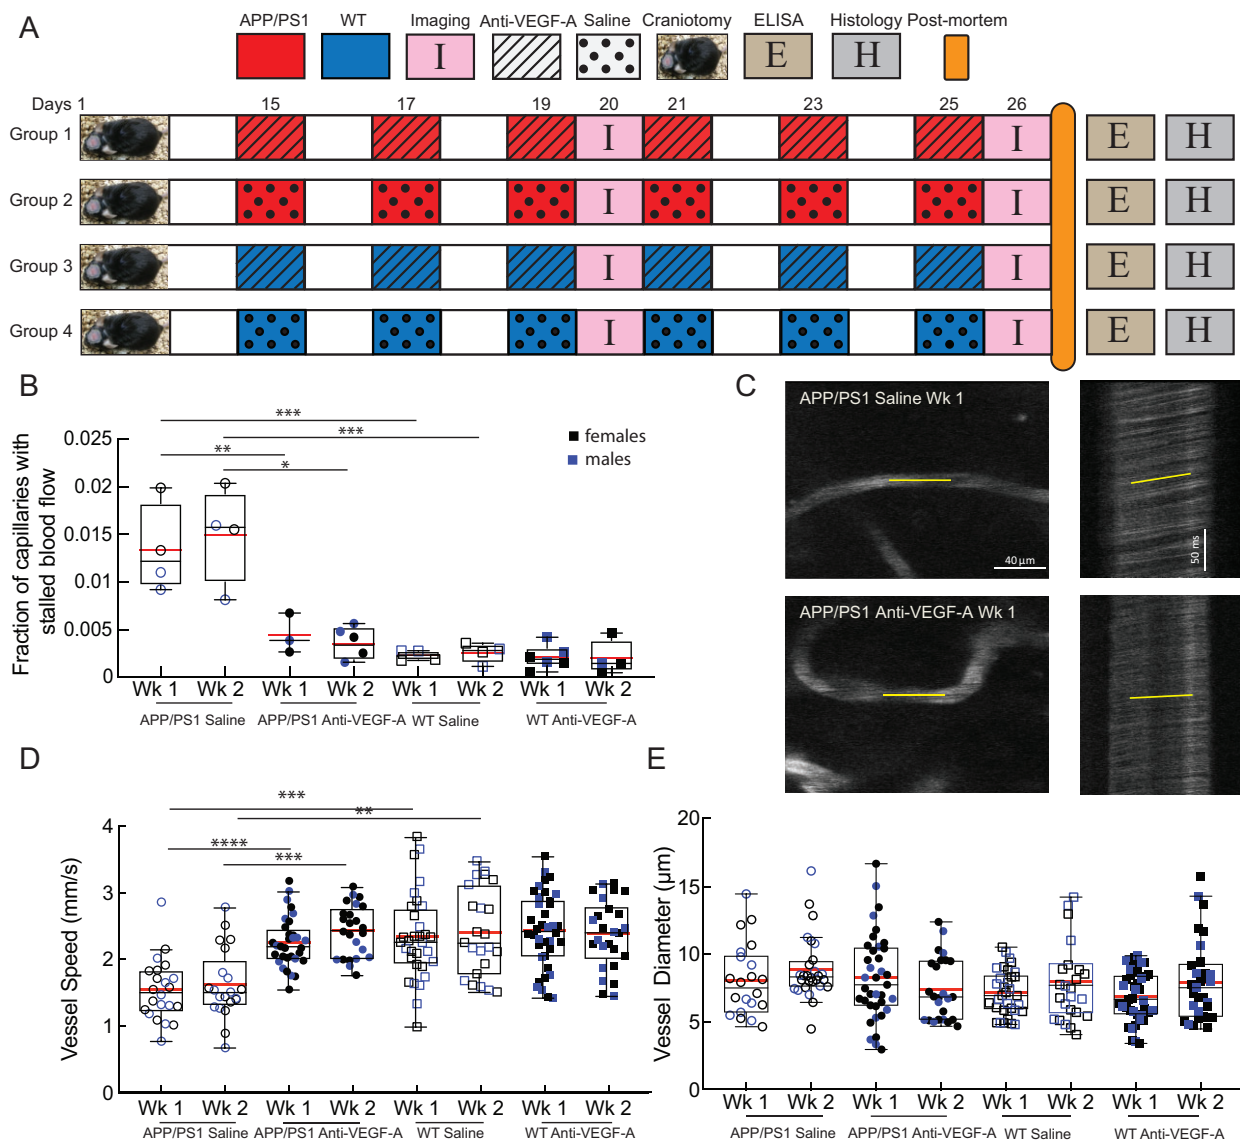 A
APP/PS1 WT Imaging Anti-VEGF-A Saline Craniotomy ELISA Histology Post-mortem
I E H
Days 1 15 17 19 20 21 23 25 26
Group 1 I I E H
Group 2 I I E H
Group 3 I I E H
Group 4 I I E H
B
Fraction of capillaries with
stalled blood flow
0.025
0.02
0.015
0.01
0.005
0
***
***
**
*
females
males
Wk 1 Wk 2 Wk 1 Wk 2 Wk 1 Wk 2 Wk 1 Wk 2
APP/PS1 Saline APP/PS1 Anti-VEGF-A WT Saline WT Anti-VEGF-A
C
APP/PS1 Saline Wk 1
40 µm
50 ms
APP/PS1 Anti-VEGF-A Wk 1
D
Vessel Speed (mm/s)
4
3
2
1
0
***
**
****
***
Wk 1 Wk 2 Wk 1 Wk 2 Wk 1 Wk 2 Wk 1 Wk 2
APP/PS1 Saline APP/PS1 Anti-VEGF-A WT Saline WT Anti-VEGF-A
E
Vessel Diameter (µm)
20
15
10
5
0
Wk 1 Wk 2 Wk 1 Wk 2 Wk 1 Wk 2 Wk 1 Wk 2
APP/PS1 Saline APP/PS1 Anti-VEGF-A WT Saline WT Anti-VEGF-A